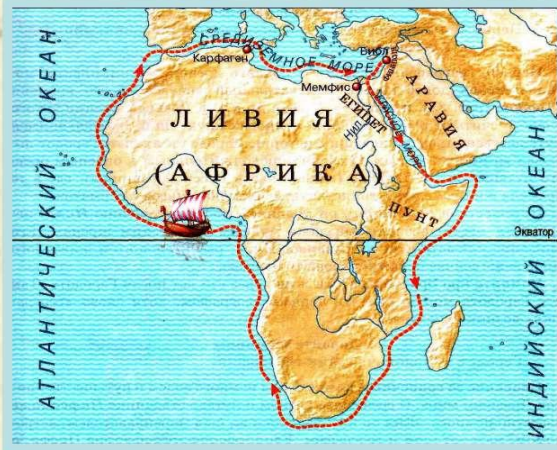 АТЛАНТИЧЕСКИЙ ОКЕАН
СРЕДИЗЕМНОЕ МОРЕ
Карфаген
Библ
Мемфис
ЕГИПЕТ
Нил
АРАВИЯ
ЛИВИЯ
(АФРИКА)
ПУНТ
Экватор
ИНДИЙСКИЙ ОКЕАН